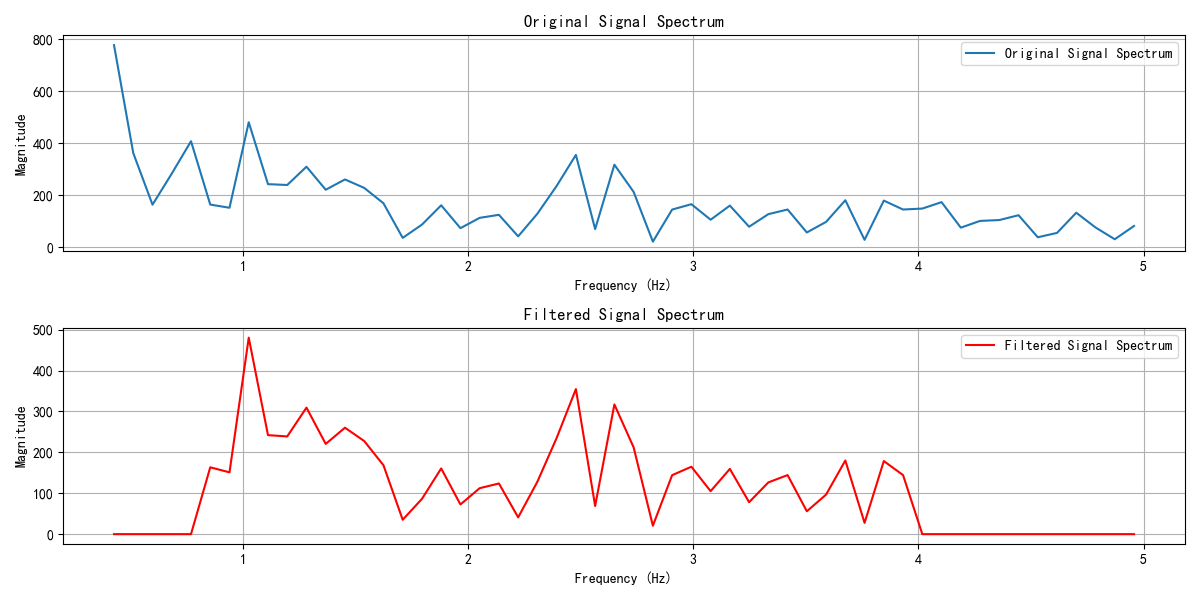 Original Signal Spectrum
800
600
400
200
0
Magnitude
Original Signal Spectrum
1 2 3 4 5
Frequency (Hz)
Filtered Signal Spectrum
500
400
300
200
100
0
Magnitude
Filtered Signal Spectrum
1 2 3 4 5
Frequency (Hz)